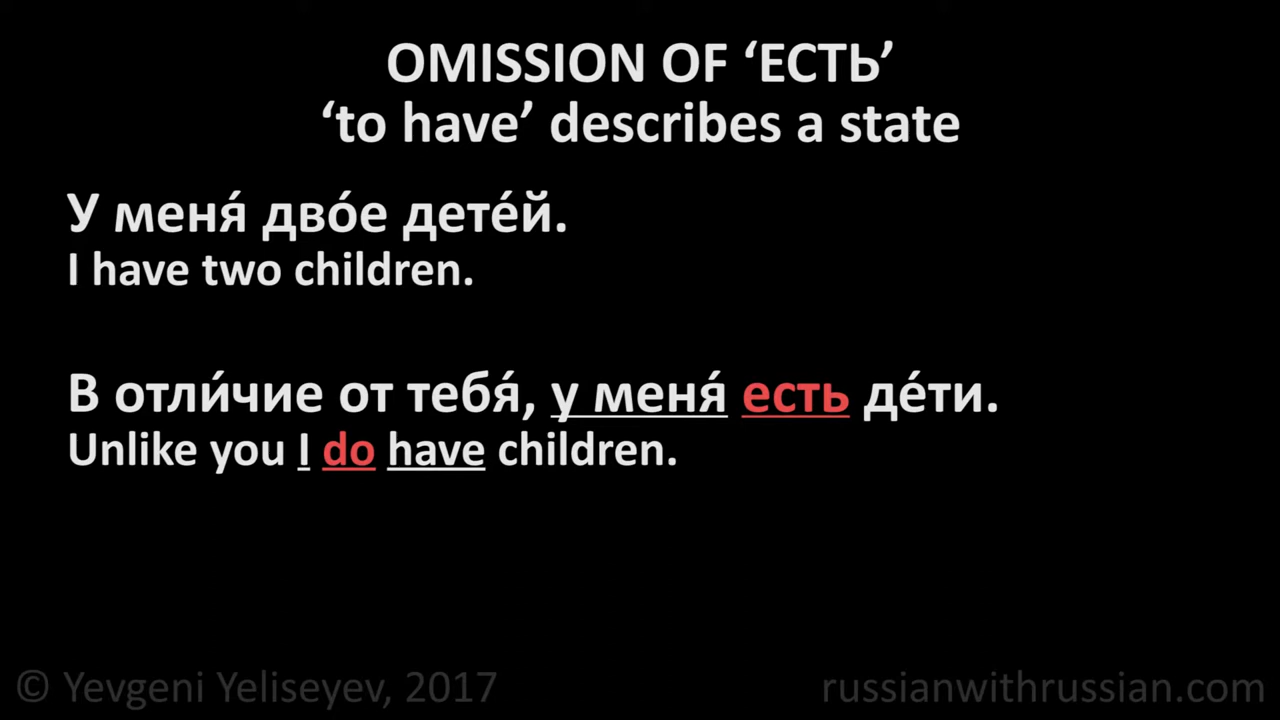 OMISSION OF ‘ЕСТЬ’
‘to have’ describes a state
У меня́ дво́е дете́й.
I have two children.
В отли́чие от тебя́, у меня́ есть де́ти.
Unlike you I do have children.
© Yevgeni Yeliseyev, 2017
russianwithrussian.com